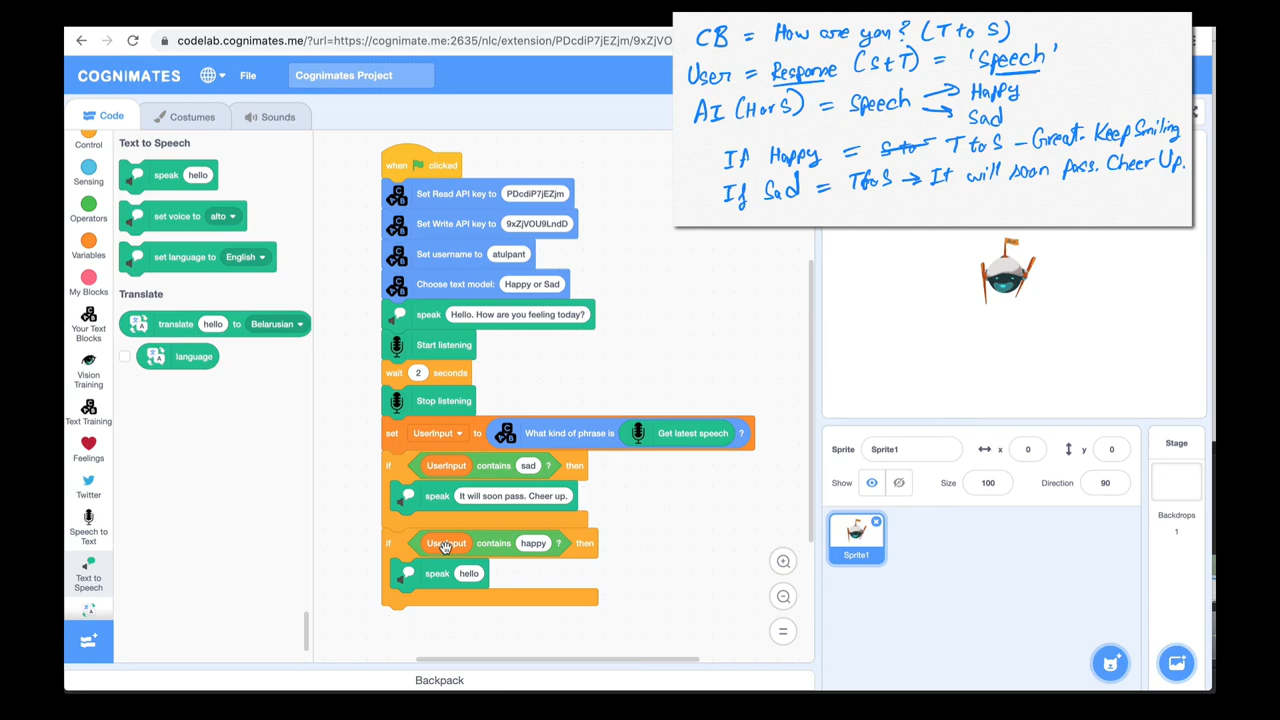 codelab.cognimates.me/?url=https://cognimate.me:2635/nlc/extension/PDcdiP7jEZjm/9xZjVO
CB = How are you? (T to S)
User = Response (S t T) = 'Speech'
AI (H or S) = Speech → Happy
→ Sad
If Happy = S to S T to S - Great. Keep Smiling
If Sad = T to S → It will soon pass. Cheer Up.
COGNIMATES
File
Cognimates Project
Code
Costumes
Sounds
Control
Sensing
Operators
Variables
My Blocks
Your Text Blocks
Vision Training
Text Training
Feelings
Twitter
Speech to Text
Text to Speech
Text to Speech
speak hello
set voice to alto
set language to English
Translate
translate hello to Belarusian
language
when clicked
Set Read API key to PDcdiP7jEZjm
Set Write API key to 9xZjVOU9LndD
Set username to atulpant
Choose text model: Happy or Sad
speak Hello. How are you feeling today?
Start listening
wait 2 seconds
Stop listening
set UserInput to What kind of phrase is Get latest speech ?
if UserInput contains sad ? then
speak It will soon pass. Cheer up.
if UserInput contains happy ? then
speak hello
Backpack
Sprite Sprite1 x 0 y 0
Show Size 100 Direction 90
Sprite1
Stage
Backdrops
1